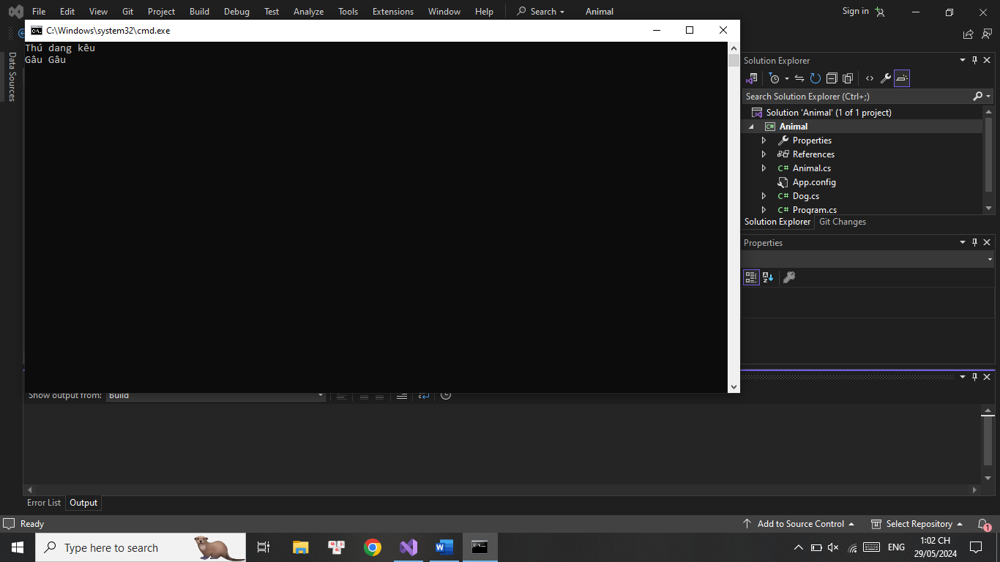 File Edit View Git Project Build Debug Test Analyze Tools Extensions Window Help Search Animal Sign in
C:\Windows\system32\cmd.exe
Thú dang kêu
Gâu Gâu
Data Sources
Solution Explorer
Search Solution Explorer (Ctrl+;)
Solution 'Animal' (1 of 1 project)
C# Animal
Properties
References
C# Animal.cs
App.config
C# Dog.cs
C# Program.cs
Solution Explorer Git Changes
Properties
Show output from: Build
Error List Output
Ready Add to Source Control Select Repository 1
Type here to search
ENG
1:02 CH
29/05/2024